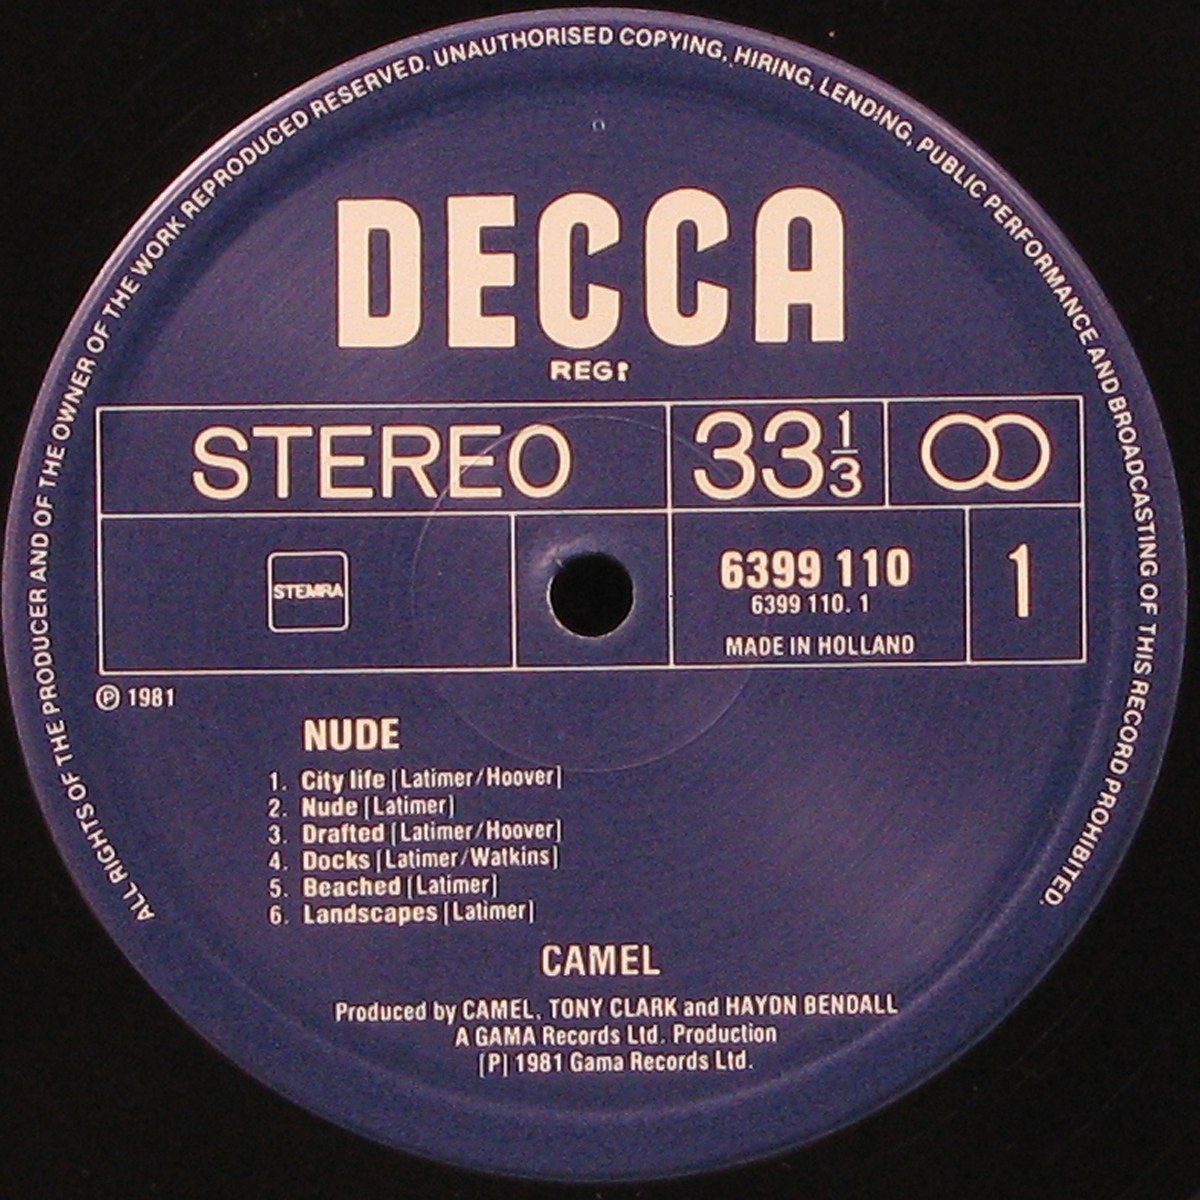 ALL RIGHTS OF THE PRODUCER AND OF THE OWNER OF THE WORK REPRODUCED RESERVED. UNAUTHORISED COPYING, HIRING, LENDING, PUBLIC PERFORMANCE AND BROADCASTING OF THIS RECORD PROHIBITED.
DECCA
REGD
STEREO
33 1/3
STEMRA
6399 110
6399 110. 1
MADE IN HOLLAND
1
Ⓟ 1981
NUDE
1. City life [Latimer/Hoover]
2. Nude [Latimer]
3. Drafted [Latimer/Hoover]
4. Docks [Latimer/Watkins]
5. Beached [Latimer]
6. Landscapes [Latimer]
CAMEL
Produced by CAMEL, TONY CLARK and HAYDN BENDALL
A GAMA Records Ltd. Production
[P] 1981 Gama Records Ltd.